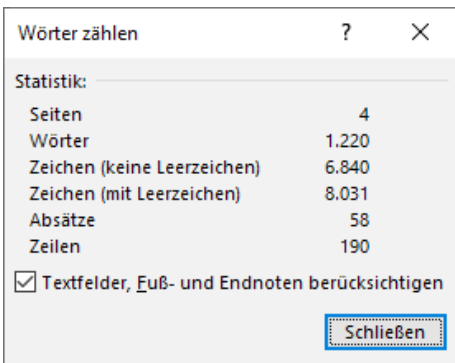 Wörter zählen ? ×
Statistik:
Seiten 4
Wörter 1.220
Zeichen (keine Leerzeichen) 6.840
Zeichen (mit Leerzeichen) 8.031
Absätze 58
Zeilen 190
Textfelder, Fuß- und Endnoten berücksichtigen
Schließen